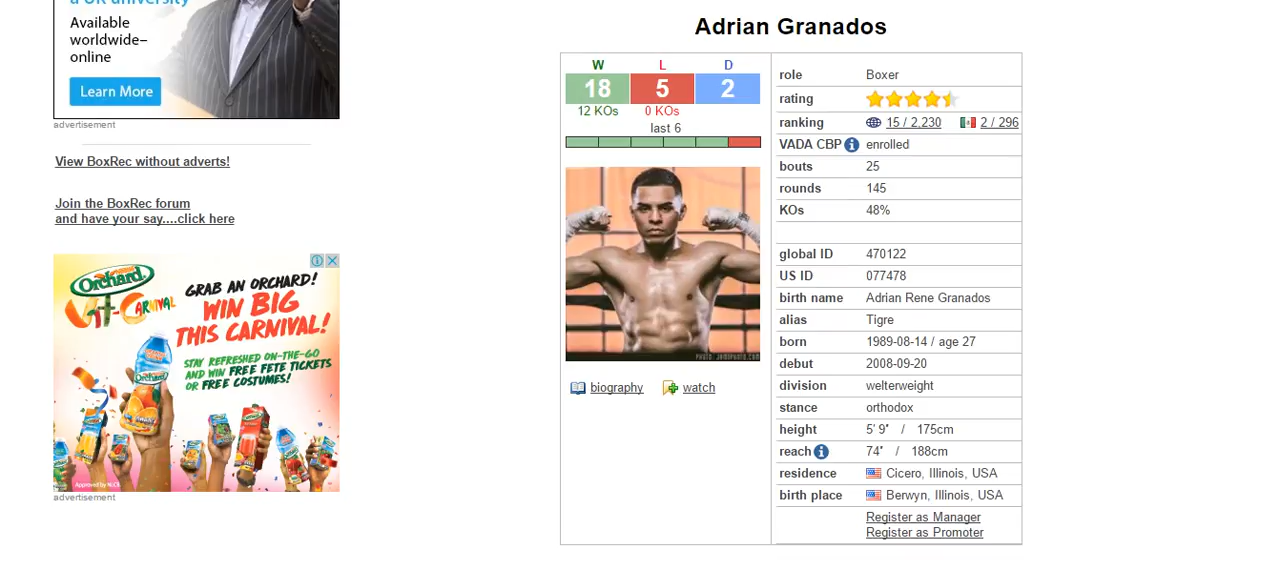 a UK university
Available
worldwide–
online
Learn More
advertisement
View BoxRec without adverts!
Join the BoxRec forum
and have your say....click here
Orchard
Vit-Carnival
GRAB AN ORCHARD!
WIN BIG
THIS CARNIVAL!
STAY REFRESHED ON-THE-GO
AND WIN FREE FETE TICKETS
OR FREE COSTUMES!
Orchard
advertisement
Adrian Granados
W L D
18 5 2
12 KOs 0 KOs
last 6
biography watch
role Boxer
rating
ranking 15 / 2,230 2 / 296
VADA CBP i enrolled
bouts 25
rounds 145
KOs 48%
global ID 470122
US ID 077478
birth name Adrian Rene Granados
alias Tigre
born 1989-08-14 / age 27
debut 2008-09-20
division welterweight
stance orthodox
height 5′ 9″ / 175cm
reach i 74″ / 188cm
residence Cicero, Illinois, USA
birth place Berwyn, Illinois, USA
Register as Manager
Register as Promoter